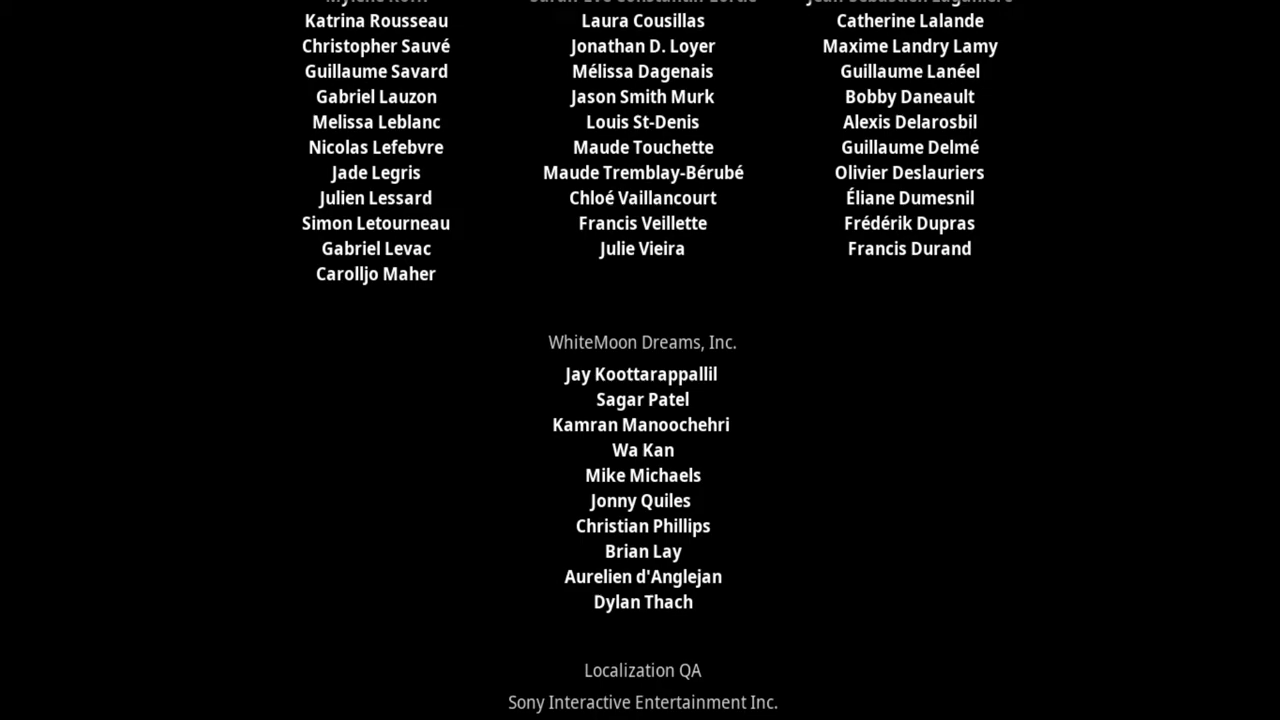 Katrina Rousseau Laura Cousillas Catherine Lalande
Christopher Sauvé Jonathan D. Loyer Maxime Landry Lamy
Guillaume Savard Mélissa Dagenais Guillaume Lanéel
Gabriel Lauzon Jason Smith Murk Bobby Daneault
Melissa Leblanc Louis St-Denis Alexis Delarosbil
Nicolas Lefebvre Maude Touchette Guillaume Delmé
Jade Legris Maude Tremblay-Bérubé Olivier Deslauriers
Julien Lessard Chloé Vaillancourt Éliane Dumesnil
Simon Letourneau Francis Veillette Frédérik Dupras
Gabriel Levac Julie Vieira Francis Durand
Carolljo Maher
WhiteMoon Dreams, Inc.
Jay Koottarappallil
Sagar Patel
Kamran Manoochehri
Wa Kan
Mike Michaels
Jonny Quiles
Christian Phillips
Brian Lay
Aurelien d'Anglejan
Dylan Thach
Localization QA
Sony Interactive Entertainment Inc.